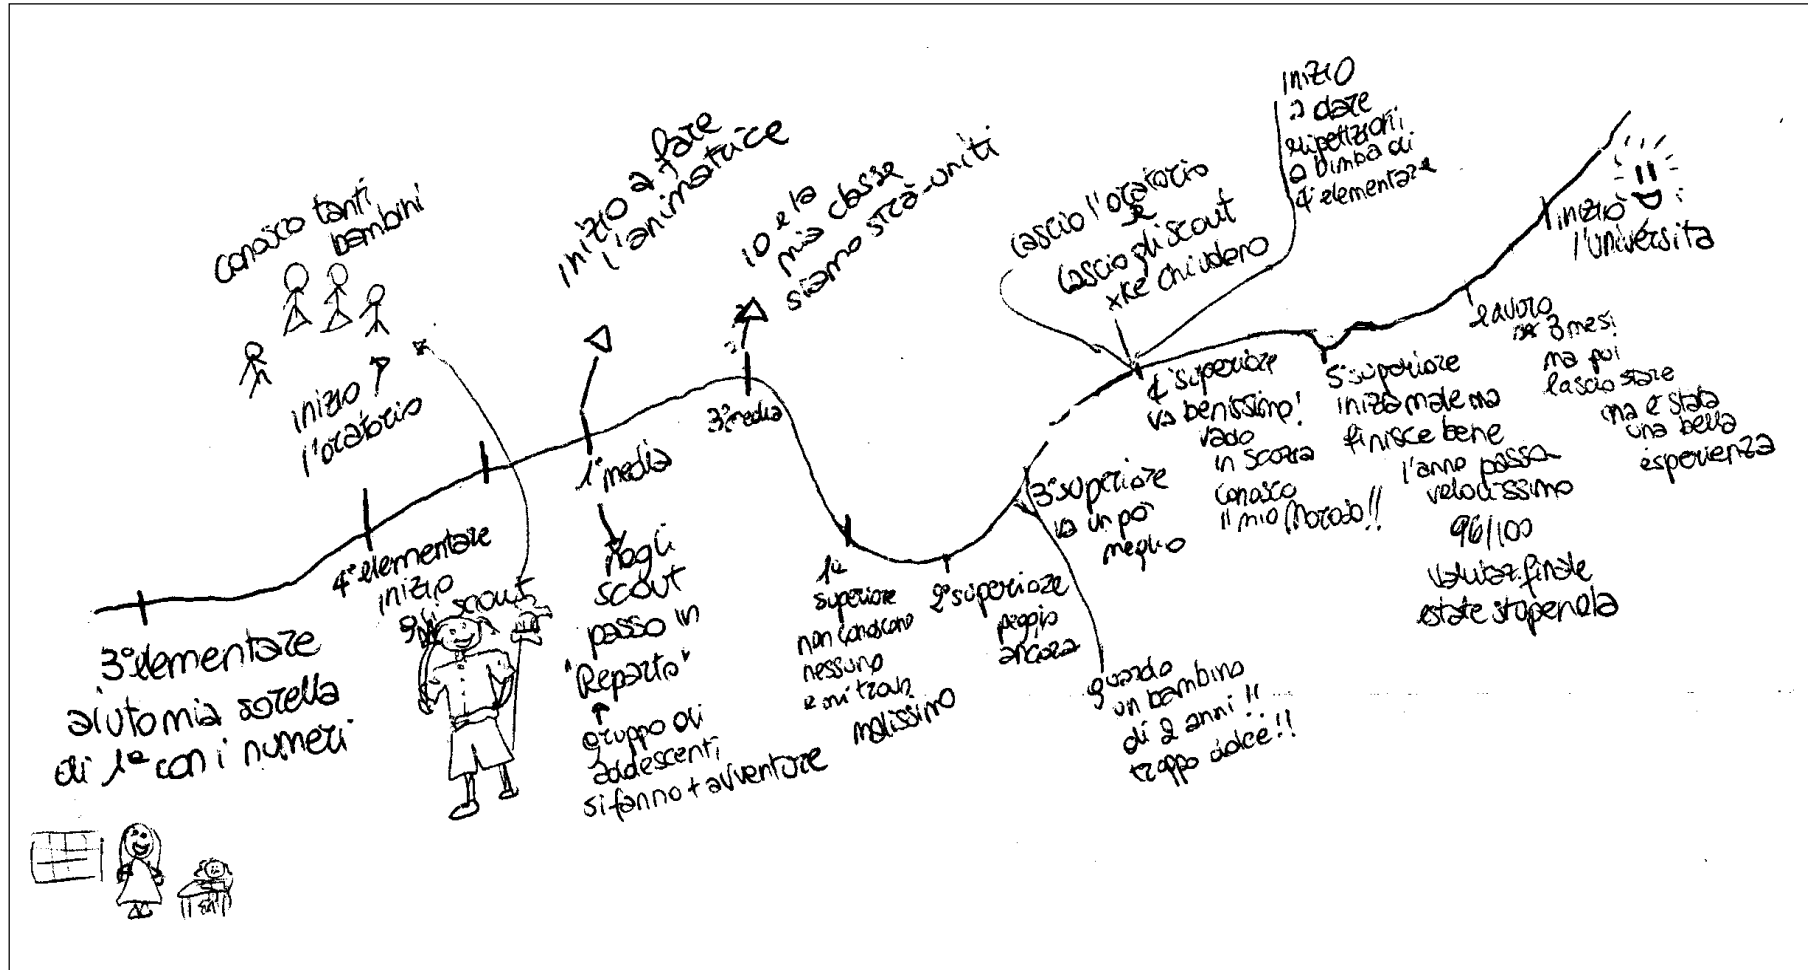 3° elementare
aiuto mia sorella
di 1ª con i numeri
conosco tanti
bambini
inizio
l'oratorio
4° elementare
inizio
gli scout
inizio a fare
l'animatrice
1° media
negli
scout
passo in
"Reparto"
gruppo di
adolescenti
si fanno + avventure
io e la
mia classe
siamo stra-uniti
3° media
1ª
superiore
non conoscono
nessuno
e mi trovo
malissimo
2° superiore
peggio
ancora
3° superiore
va un po'
meglio
guardo
un bambino
di 2 anni!!
troppo dolce!!
lascio l'oratorio
e
lascio gli scout
xké chiudero
inizio
a dare
ripetizioni
a bimba di
4° elementare
4° superiore
va benissimo!
vado
in scozia
conosco
il mio moroso!!
5° superiore
inizia male ma
finisce bene
l'anno passa
velocissimo
96/100
valutaz. finale
estate stupenda
lavoro
3 mesi
ma poi
lascio stare
ma è stata
una bella
esperienza
inizio
l'università